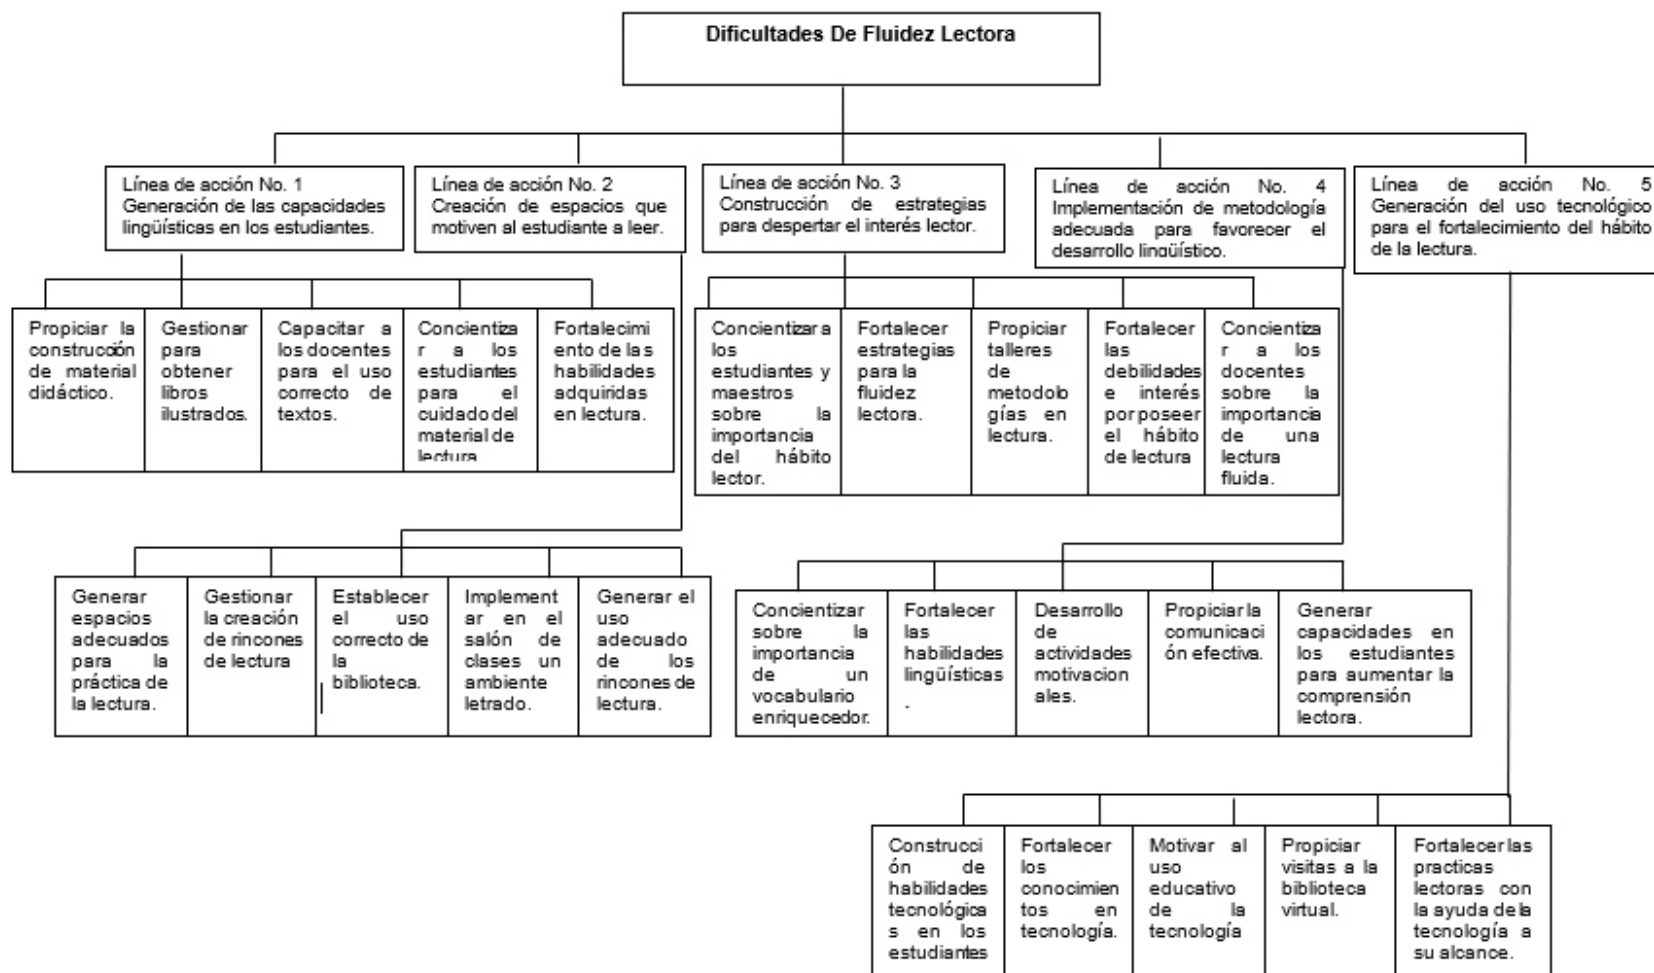 Dificultades De Fluidez Lectora
Línea de acción No. 1
Generación de las capacidades
lingüísticas en los estudiantes.
Línea de acción No. 2
Creación de espacios que
motiven al estudiante a leer.
Línea de acción No. 3
Construcción de estrategias
para despertar el interés lector.
Línea de acción No. 4
Implementación de metodología
adecuada para favorecer el
desarrollo lingüístico.
Línea de acción No. 5
Generación del uso tecnológico
para el fortalecimiento del hábito
de la lectura.
Propiciar la
construcción
de material
didáctico.
Gestionar
para
obtener
libros
ilustrados.
Capacitar a
los docentes
para el uso
correcto de
textos.
Concientiza
r a los
estudiantes
para el
cuidado del
material de
lectura
Fortalecimi
ento de las
habilidades
adquiridas
en lectura.
Concientizar a
los
estudiantes y
maestros
sobre la
importancia
del hábito
lector.
Fortalecer
estrategias
para la
fluidez
lectora.
Propiciar
talleres
de
metodolo
gías en
lectura.
Fortalecer
las
debilidades
e interés
por poseer
el hábito
de lectura
Concientiza
r a los
docentes
sobre la
importancia
de una
lectura
fluida.
Generar
espacios
adecuados
para la
práctica de
la lectura.
Gestionar
la creación
de rincones
de lectura
Establecer
el uso
correcto de
la
biblioteca.
Implement
ar en el
salón de
clases un
ambiente
letrado.
Generar el
uso
adecuado
de los
rincones de
lectura.
Concientizar
sobre la
importancia
de un
vocabulario
enriquecedor.
Fortalecer
las
habilidades
lingüísticas
.
Desarrollo
de
actividades
motivacion
ales.
Propiciar la
comunicaci
ón efectiva.
Generar
capacidades en
los estudiantes
para aumentar la
comprensión
lectora.
Construcci
ón de
habilidades
tecnológica
s en los
estudiantes
Fortalecer
los
conocimien
tos en
tecnología.
Motivar al
uso
educativo
de la
tecnología
Propiciar
visitas a la
biblioteca
virtual.
Fortalecer las
practicas
lectoras con
la ayuda de la
tecnología a
su alcance.